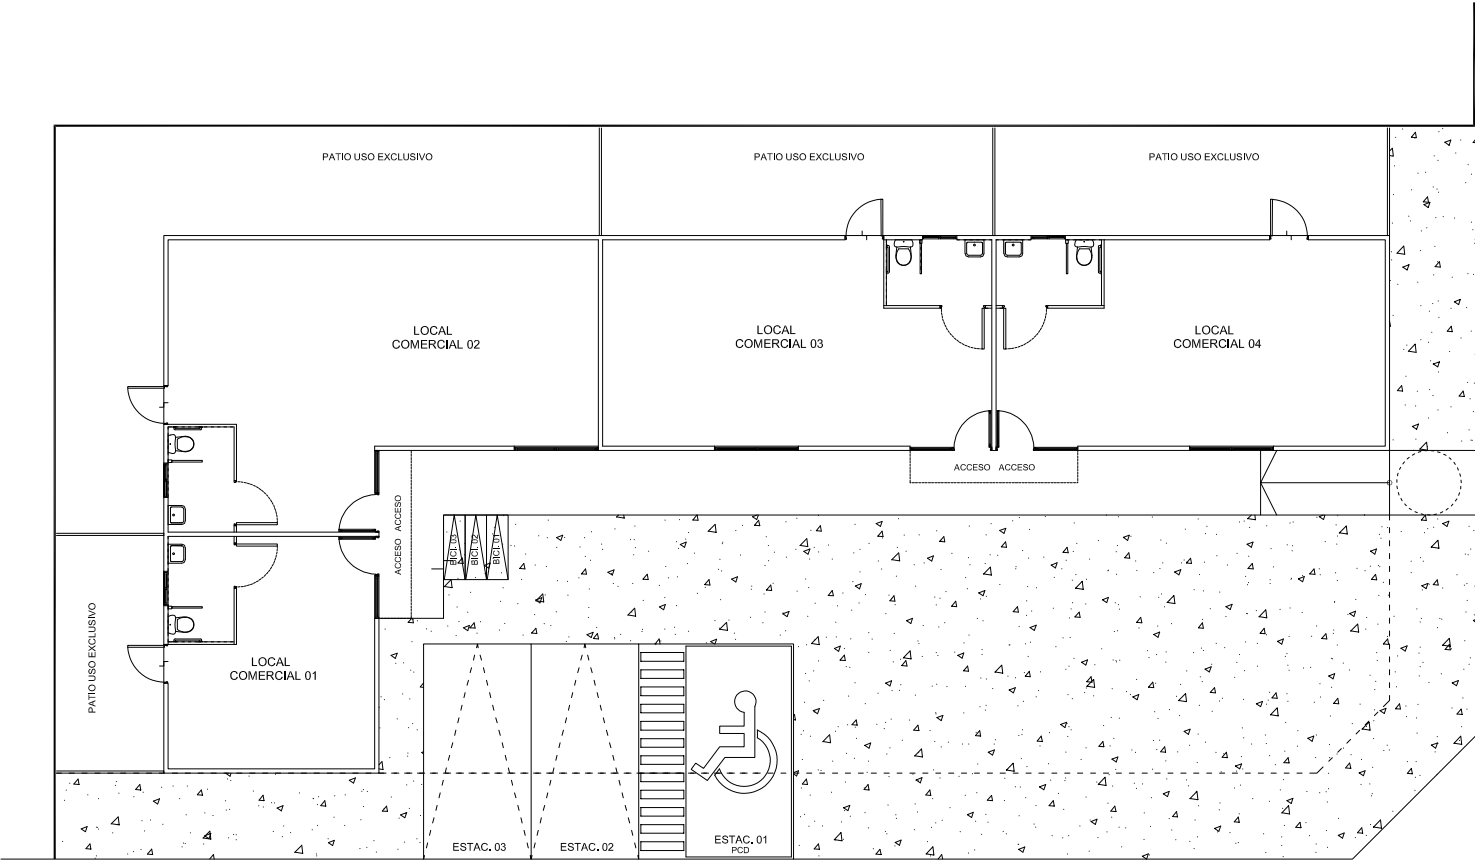 PATIO USO EXCLUSIVO
PATIO USO EXCLUSIVO
PATIO USO EXCLUSIVO
LOCAL
COMERCIAL 02
LOCAL
COMERCIAL 03
LOCAL
COMERCIAL 04
ACCESO
ACCESO
ACCESO
ACCESO
BICI. 03
BICI. 02
BICI. 01
PATIO USO EXCLUSIVO
LOCAL
COMERCIAL 01
ESTAC. 03
ESTAC. 02
ESTAC. 01
PCD